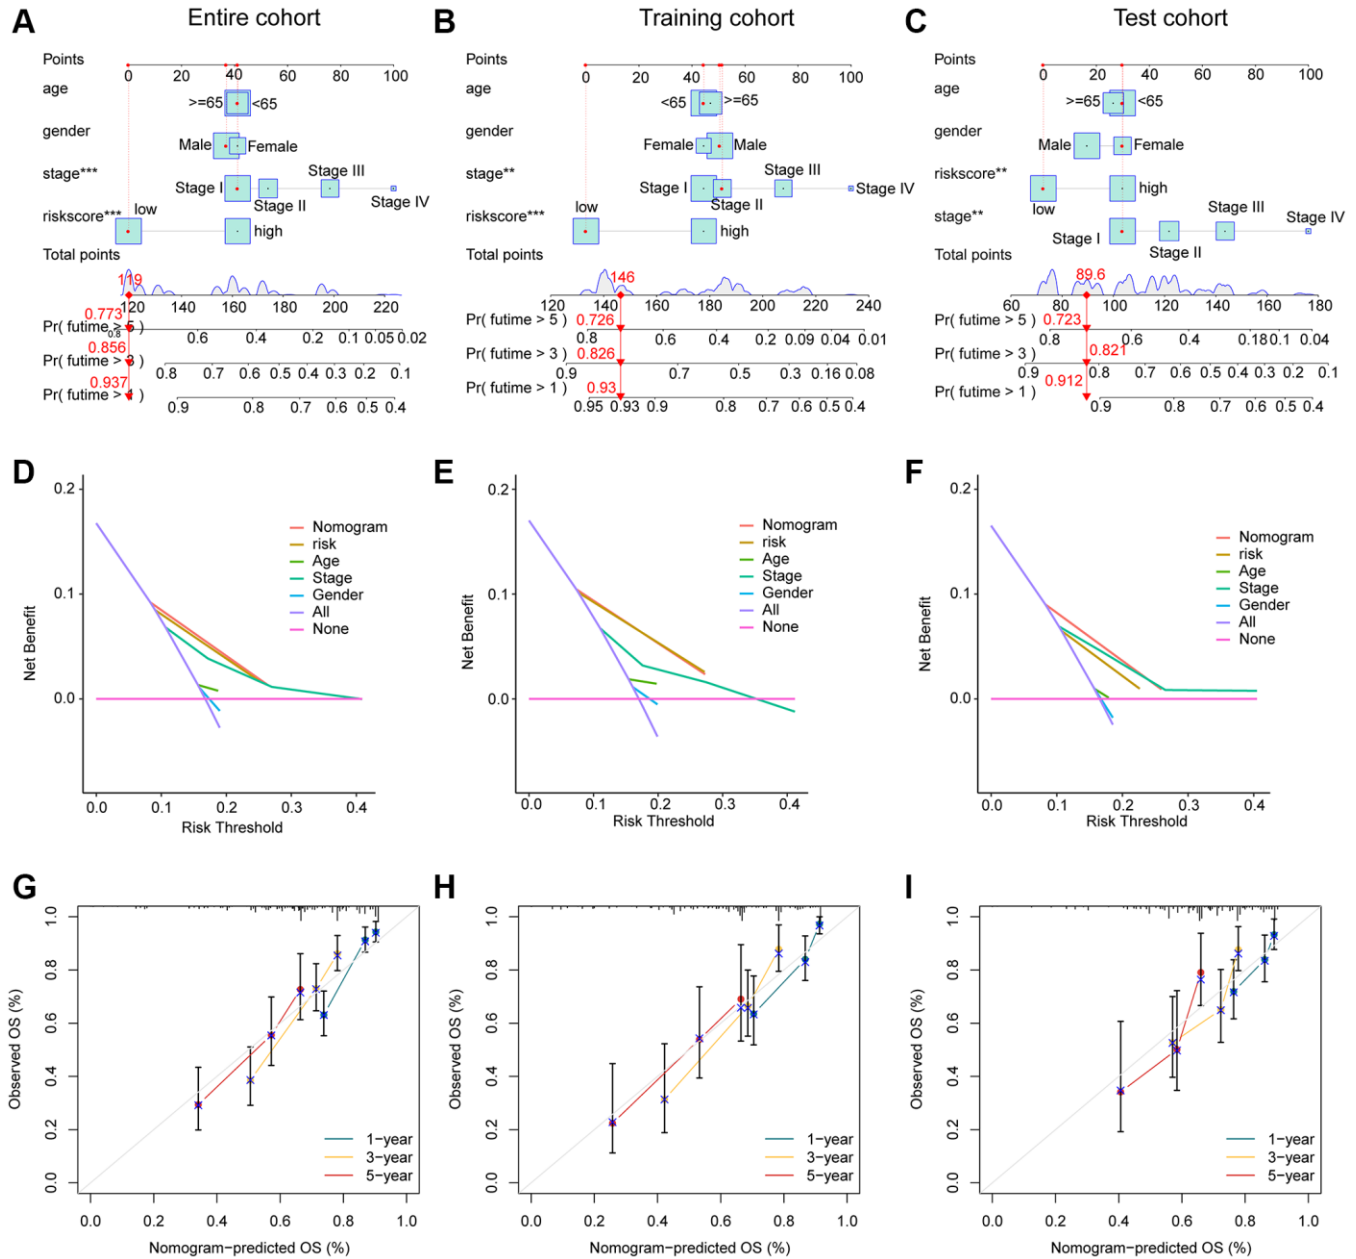 A Entire cohort
Points
0 20 40 60 80 100
age
>=65 <65
gender
Male Female
stage***
Stage I Stage II Stage III Stage IV
riskscore***
low high
Total points
119
120 140 160 180 200 220
Pr( futime > 5 )
0.773
0.8 0.6 0.4 0.2 0.1 0.05 0.02
Pr( futime > 3 )
0.856
0.8 0.7 0.6 0.5 0.4 0.3 0.2 0.1
Pr( futime > 1 )
0.937
0.9 0.8 0.7 0.6 0.5 0.4
B Training cohort
Points
0 20 40 60 80 100
age
<65 >=65
gender
Female Male
stage**
Stage I Stage II Stage III Stage IV
riskscore***
low high
Total points
146
120 140 160 180 200 220 240
Pr( futime > 5 )
0.726
0.8 0.6 0.4 0.2 0.09 0.04 0.01
Pr( futime > 3 )
0.826
0.9 0.7 0.5 0.3 0.16 0.08
Pr( futime > 1 )
0.93
0.95 0.93 0.9 0.8 0.7 0.6 0.5 0.4
C Test cohort
Points
0 20 40 60 80 100
age
>=65 <65
gender
Male Female
riskscore**
low high
stage**
Stage I Stage II Stage III Stage IV
Total points
89.6
60 80 100 120 140 160 180
Pr( futime > 5 )
0.723
0.8 0.6 0.4 0.18 0.1 0.04
Pr( futime > 3 )
0.821
0.9 0.8 0.7 0.6 0.5 0.4 0.3 0.2 0.1
Pr( futime > 1 )
0.912
0.9 0.8 0.7 0.6 0.5 0.4
D
Net Benefit
0.2
0.1
0.0
Nomogram
risk
Age
Stage
Gender
All
None
0.0 0.1 0.2 0.3 0.4
Risk Threshold
E
Net Benefit
0.2
0.1
0.0
Nomogram
risk
Age
Stage
Gender
All
None
0.0 0.1 0.2 0.3 0.4
Risk Threshold
F
Net Benefit
0.2
0.1
0.0
Nomogram
risk
Age
Stage
Gender
All
None
0.0 0.1 0.2 0.3 0.4
Risk Threshold
G
Observed OS (%)
1.0
0.8
0.6
0.4
0.2
0.0
1-year
3-year
5-year
0.0 0.2 0.4 0.6 0.8 1.0
Nomogram-predicted OS (%)
H
Observed OS (%)
1.0
0.8
0.6
0.4
0.2
0.0
1-year
3-year
5-year
0.0 0.2 0.4 0.6 0.8 1.0
Nomogram-predicted OS (%)
I
Observed OS (%)
1.0
0.8
0.6
0.4
0.2
0.0
1-year
3-year
5-year
0.0 0.2 0.4 0.6 0.8 1.0
Nomogram-predicted OS (%)